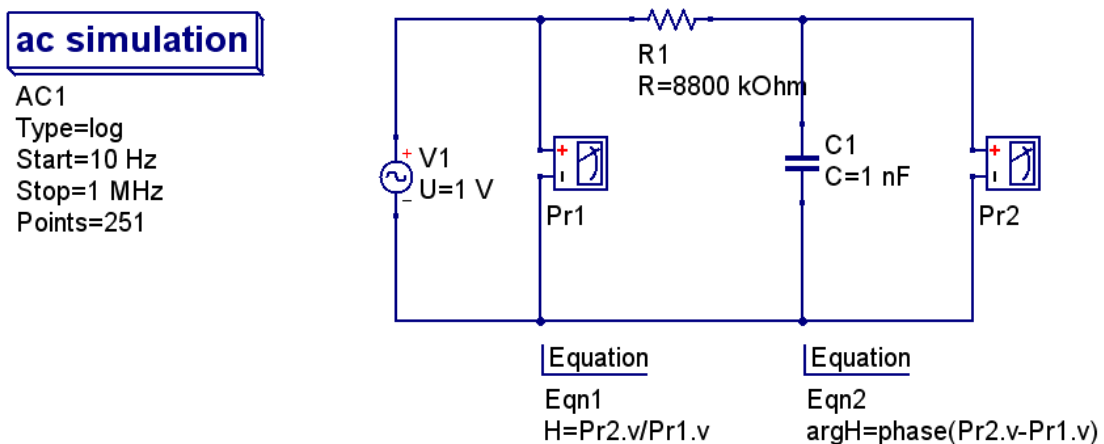 ac simulation
AC1
Type=log
Start=10 Hz
Stop=1 MHz
Points=251
V1
U=1 V
Pr1
R1
R=8800 kOhm
C1
C=1 nF
Pr2
Equation
Eqn1
H=Pr2.v/Pr1.v
Equation
Eqn2
argH=phase(Pr2.v-Pr1.v)